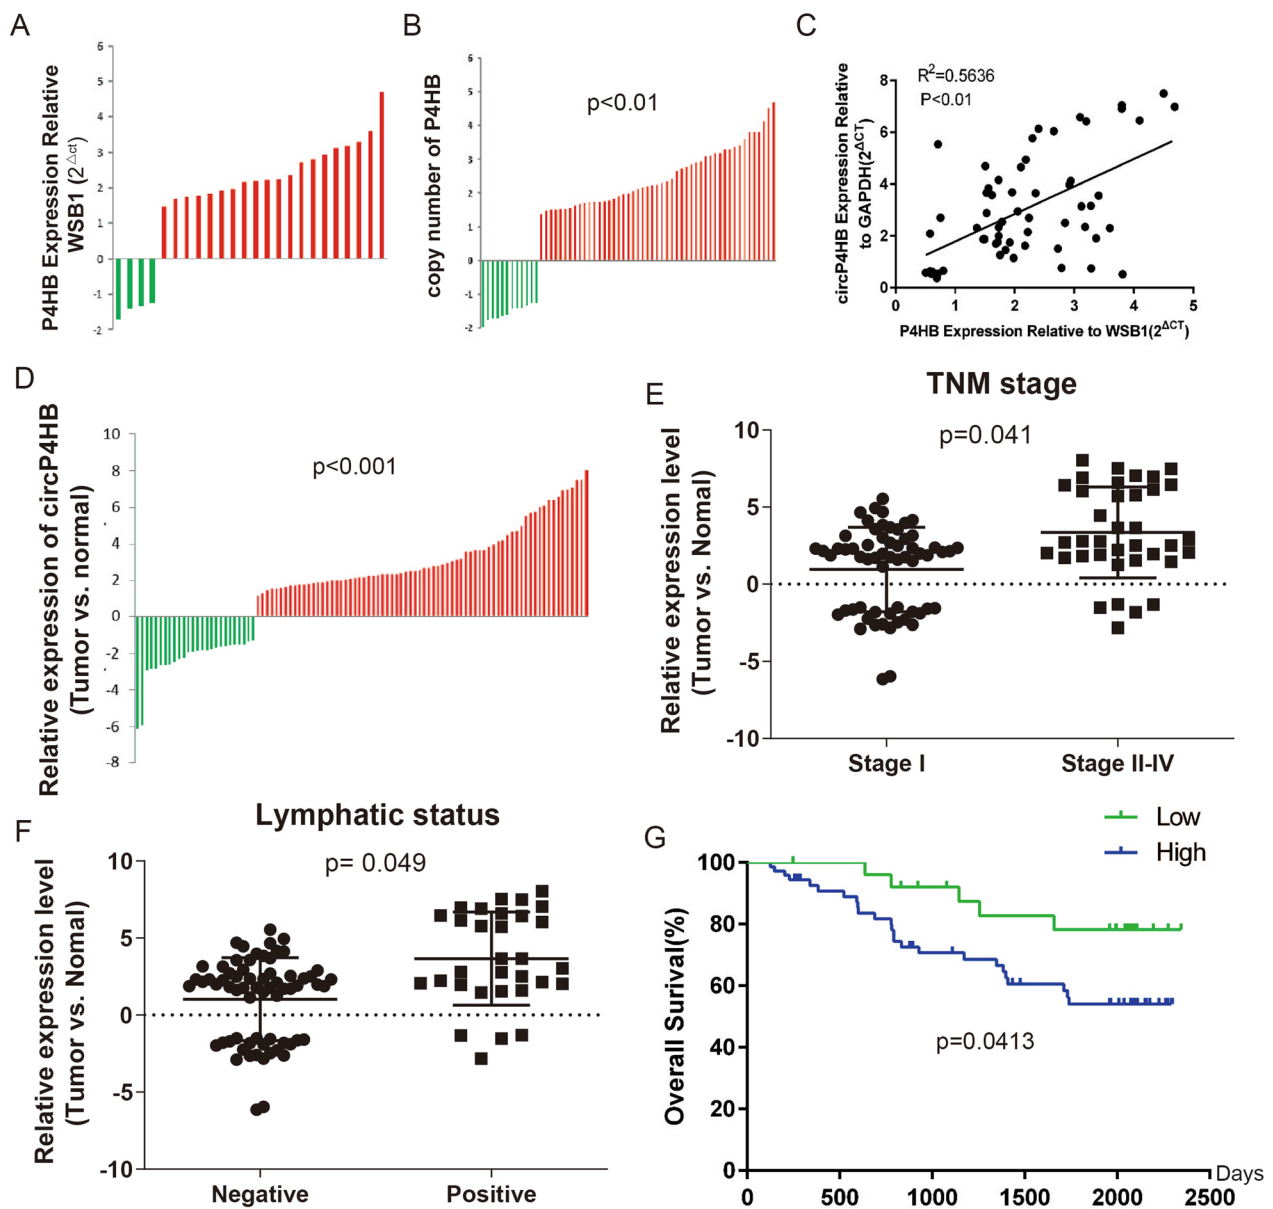 A
P4HB Expression Relative
WSB1 (2△ct)
6
5
4
3
2
1
0
-1
-2
B
copy number of P4HB
p<0.01
6
5
4
3
2
1
0
-1
-2
C
R2=0.5636
P<0.01
circP4HB Expression Relative
to GAPDH(2ΔCT)
8
6
4
2
0
0 1 2 3 4 5
P4HB Expression Relative to WSB1(2ΔCT)
D
Relative expression of circP4HB
(Tumor vs. normal)
p<0.001
10
8
6
4
2
0
-2
-4
-6
-8
E
TNM stage
p=0.041
Relative expression level
(Tumor vs. Nomal)
10
5
0
-5
-10
Stage I Stage II-IV
F
Lymphatic status
p= 0.049
Relative expression level
(Tumor vs. Nomal)
10
5
0
-5
-10
Negative Positive
G
Low
High
Overall Surival(%)
100
80
60
40
20
0
p=0.0413
0 500 1000 1500 2000 2500
Days